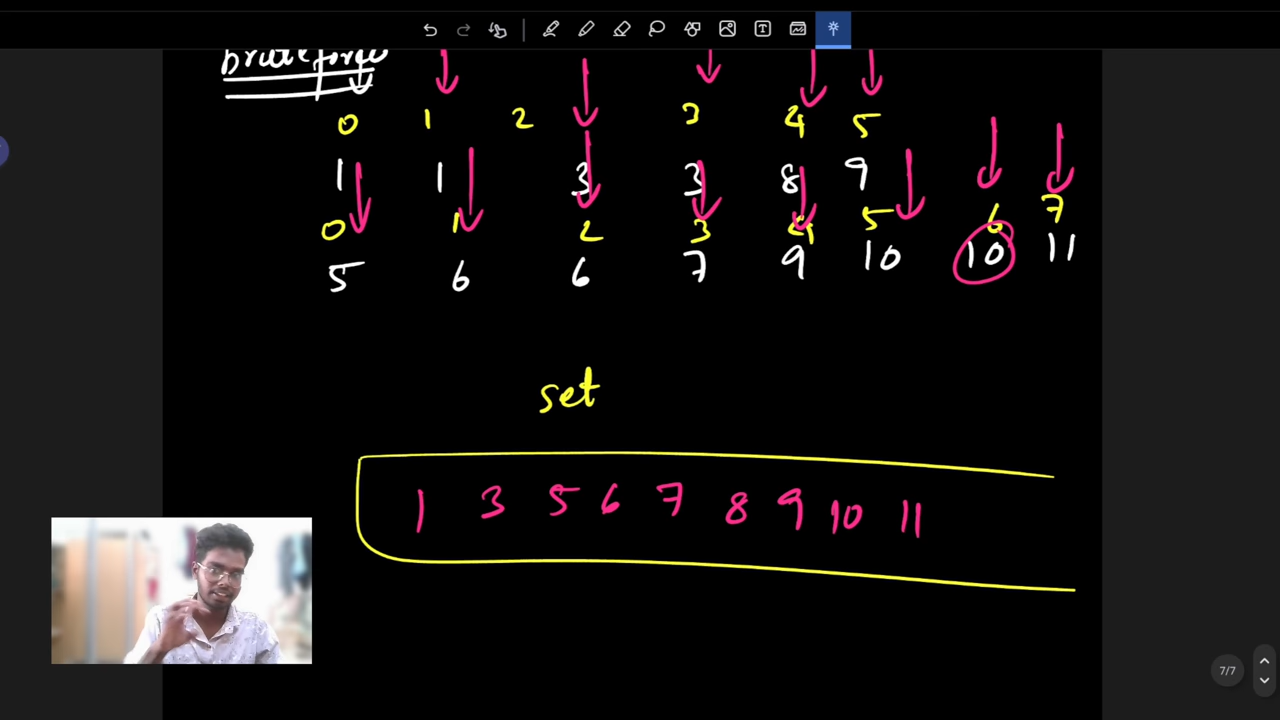 bruteforce
0 1 2 3 4 5
1 1 3 3 8 9
0 1 2 3 4 5 6 7
5 6 6 7 9 10 10 11
set
1 3 5 6 7 8 9 10 11
7/7